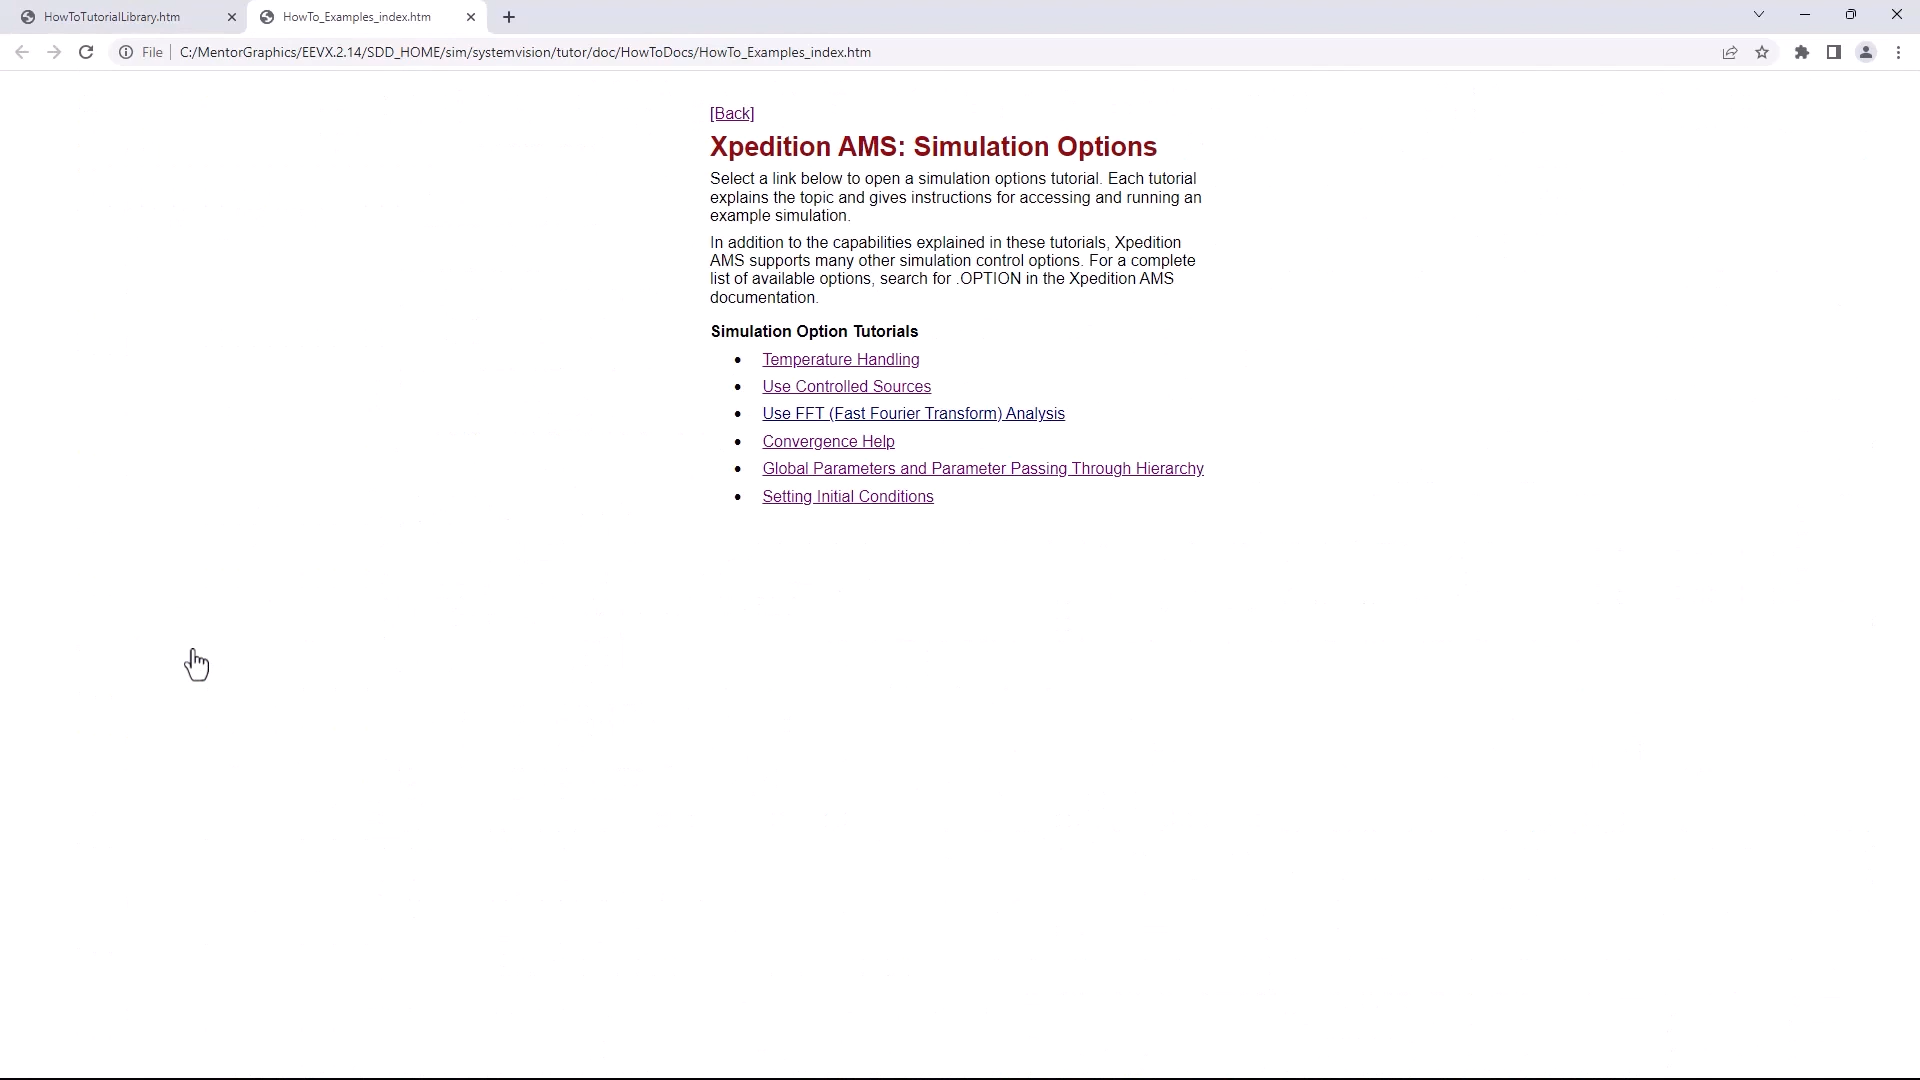 HowToTutorialLibrary.htm
HowTo_Examples_index.htm
File
C:/MentorGraphics/EEVX.2.14/SDD_HOME/sim/systemvision/tutor/doc/HowToDocs/HowTo_Examples_index.htm
[Back]
Xpedition AMS: Simulation Options
Select a link below to open a simulation options tutorial. Each tutorial
explains the topic and gives instructions for accessing and running an
example simulation.
In addition to the capabilities explained in these tutorials, Xpedition
AMS supports many other simulation control options. For a complete
list of available options, search for .OPTION in the Xpedition AMS
documentation.
Simulation Option Tutorials
• Temperature Handling
• Use Controlled Sources
• Use FFT (Fast Fourier Transform) Analysis
• Convergence Help
• Global Parameters and Parameter Passing Through Hierarchy
• Setting Initial Conditions